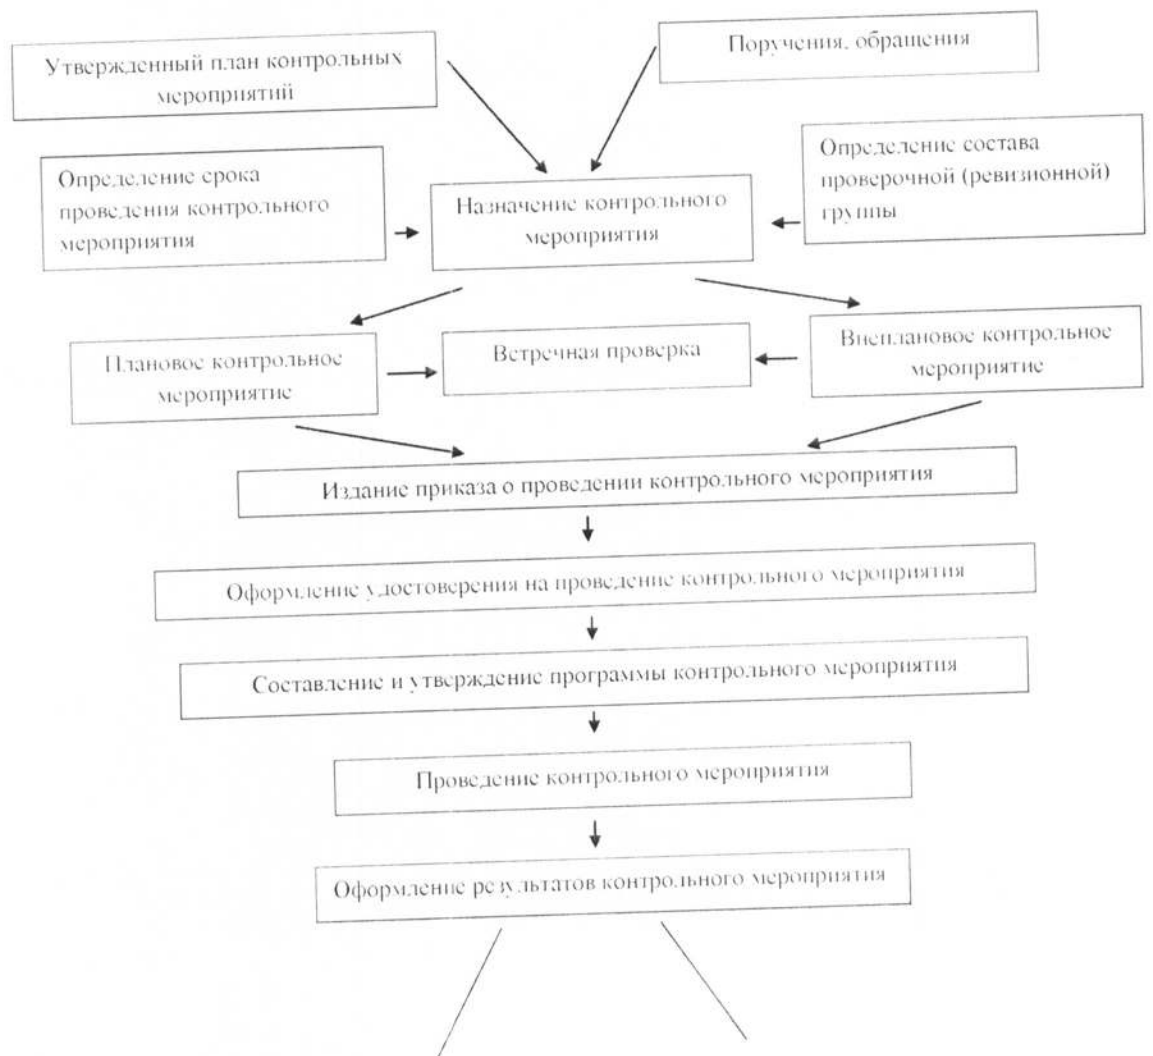 Утвержденный план контрольных
мероприятий
Поручения, обращения
Определение срока
проведения контрольного
мероприятия
Назначение контрольного
мероприятия
Определение состава
проверочной (ревизионной)
группы
Плановое контрольное
мероприятие
Встречная проверка
Внеплановое контрольное
мероприятие
Издание приказа о проведении контрольного мероприятия
Оформление удостоверения на проведение контрольного мероприятия
Составление и утверждение программы контрольного мероприятия
Проведение контрольного мероприятия
Оформление результатов контрольного мероприятия